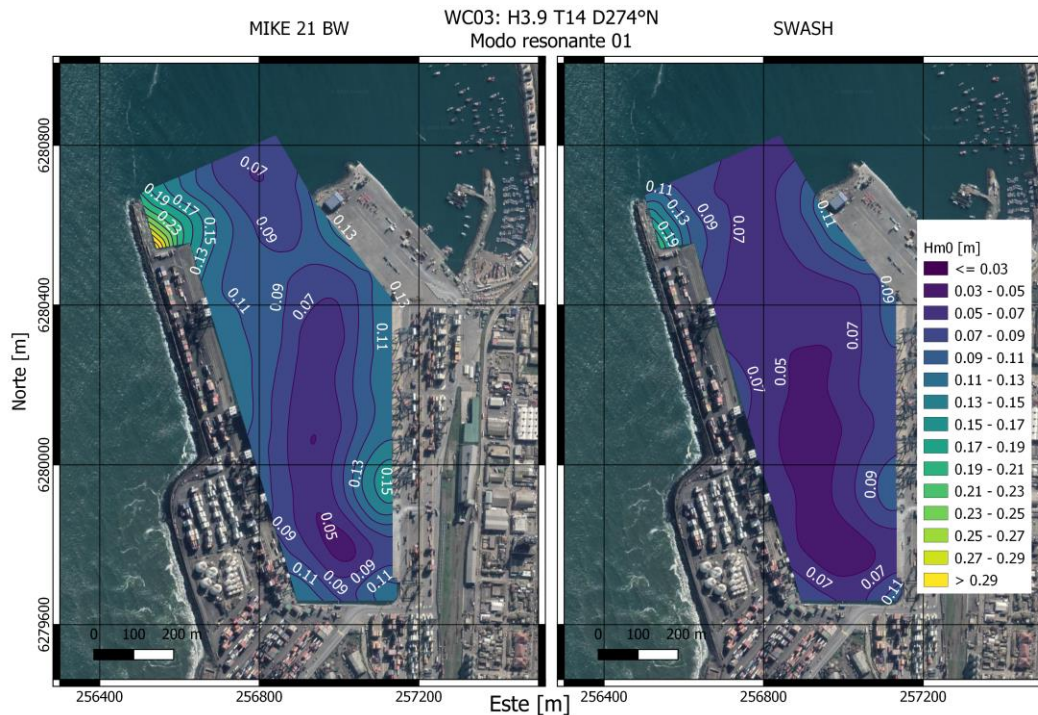 WC03: H3.9 T14 D274°N
MIKE 21 BW
SWASH
Modo resonante 01
6280800
6280400
6280000
6279600
Norte [m]
0.07
0.19
0.17
0.23
0.15
0.13
0.09
0.13
0.11
0.09
0.07
0.13
0.11
0.13
0.15
0.09
0.05
0.09
0.09
0.11
0.09
0.11
0 100 200 m
256400
256800
257200
0.11
0.13
0.09
0.19
0.07
0.11
0.09
0.07
0.05
0.07
0.09
0.07
0.07
0.11
0 100 200 m
256400
256800
257200
Este [m]
Hm0 [m]
<= 0.03
0.03 - 0.05
0.05 - 0.07
0.07 - 0.09
0.09 - 0.11
0.11 - 0.13
0.13 - 0.15
0.15 - 0.17
0.17 - 0.19
0.19 - 0.21
0.21 - 0.23
0.23 - 0.25
0.25 - 0.27
0.27 - 0.29
> 0.29